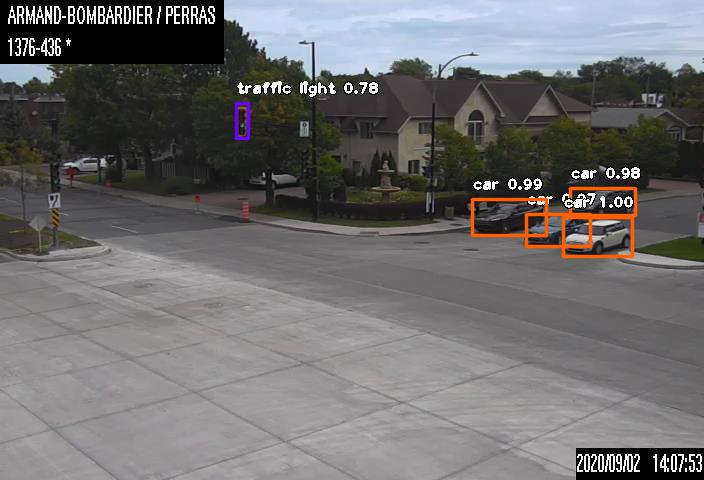 ARMAND-BOMBARDIER / PERRAS
1376-436 *
traffic light 0.78
car 0.98
car 0.99
car 1.00
97
2020/09/02 14:07:53